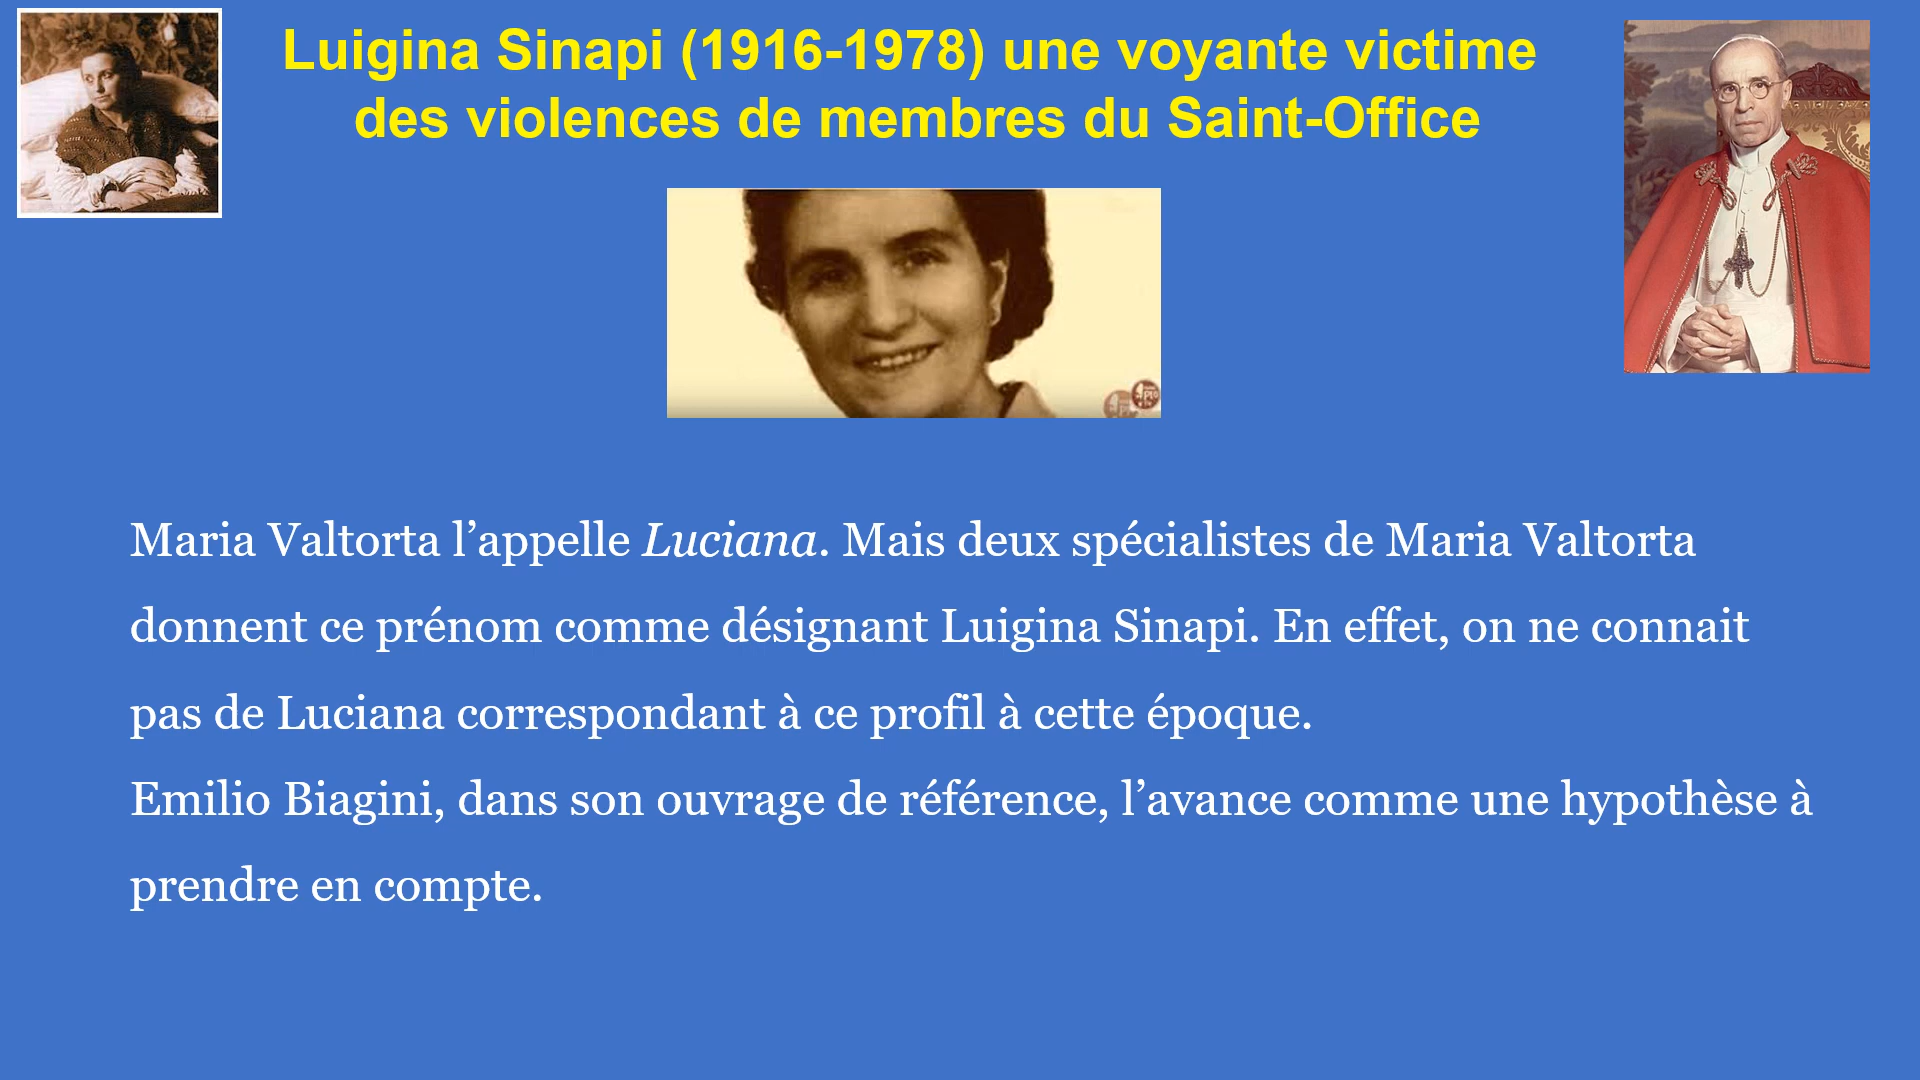 Luigina Sinapi (1916-1978) une voyante victime
des violences de membres du Saint-Office
Maria Valtorta l’appelle Luciana. Mais deux spécialistes de Maria Valtorta
donnent ce prénom comme désignant Luigina Sinapi. En effet, on ne connait
pas de Luciana correspondant à ce profil à cette époque.
Emilio Biagini, dans son ouvrage de référence, l’avance comme une hypothèse à
prendre en compte.